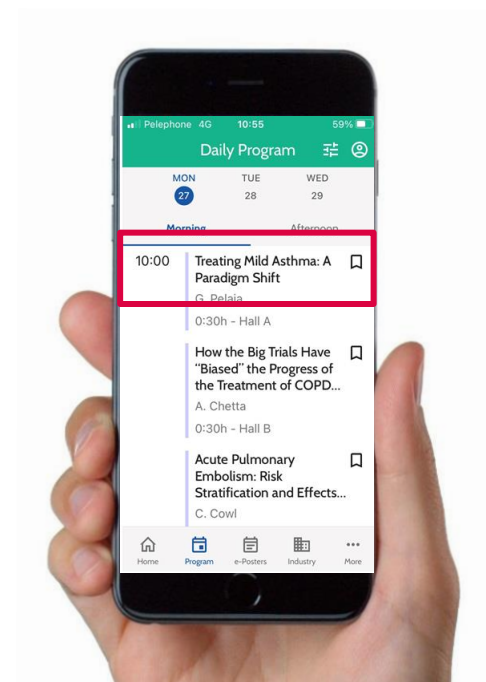 Pelephone 4G 10:55 59%
Daily Program
MON TUE WED
27 28 29
Morning Afternoon
10:00 Treating Mild Asthma: A
Paradigm Shift
G. Pelaia
0:30h - Hall A
How the Big Trials Have
"Biased" the Progress of
the Treatment of COPD...
A. Chetta
0:30h - Hall B
Acute Pulmonary
Embolism: Risk
Stratification and Effects...
C. Cowl
Home Program e-Posters Industry More